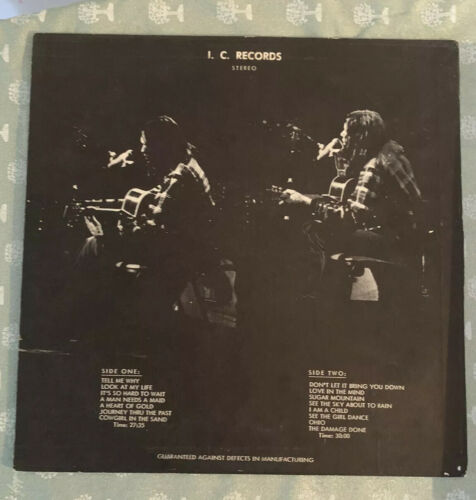 I. C. RECORDS
STEREO
SIDE ONE:
TELL ME WHY
LOOK AT MY LIFE
IT'S SO HARD TO WAIT
A MAN NEEDS A MAID
A HEART OF GOLD
JOURNEY THRU THE PAST
COWGIRL IN THE SAND
Time: 27:35
SIDE TWO:
DON'T LET IT BRING YOU DOWN
LOVE IN THE MIND
SUGAR MOUNTAIN
SEE THE SKY ABOUT TO RAIN
I AM A CHILD
SEE THE GIRL DANCE
OHIO
THE DAMAGE DONE
Time: 30:00
GUARANTEED AGAINST DEFECTS IN MANUFACTURING